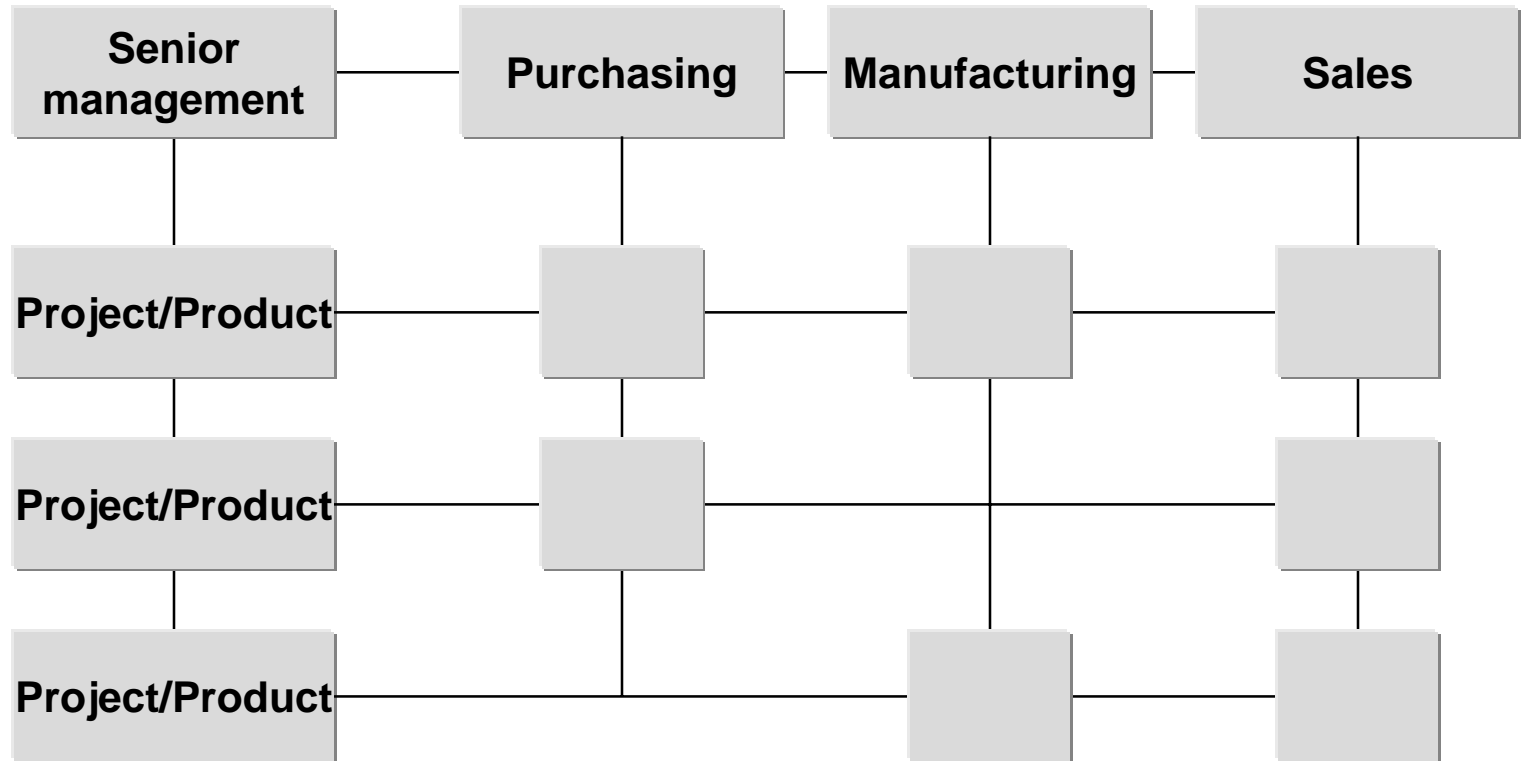 Senior
management
Purchasing
Manufacturing
Sales
Project/Product
Project/Product
Project/Product